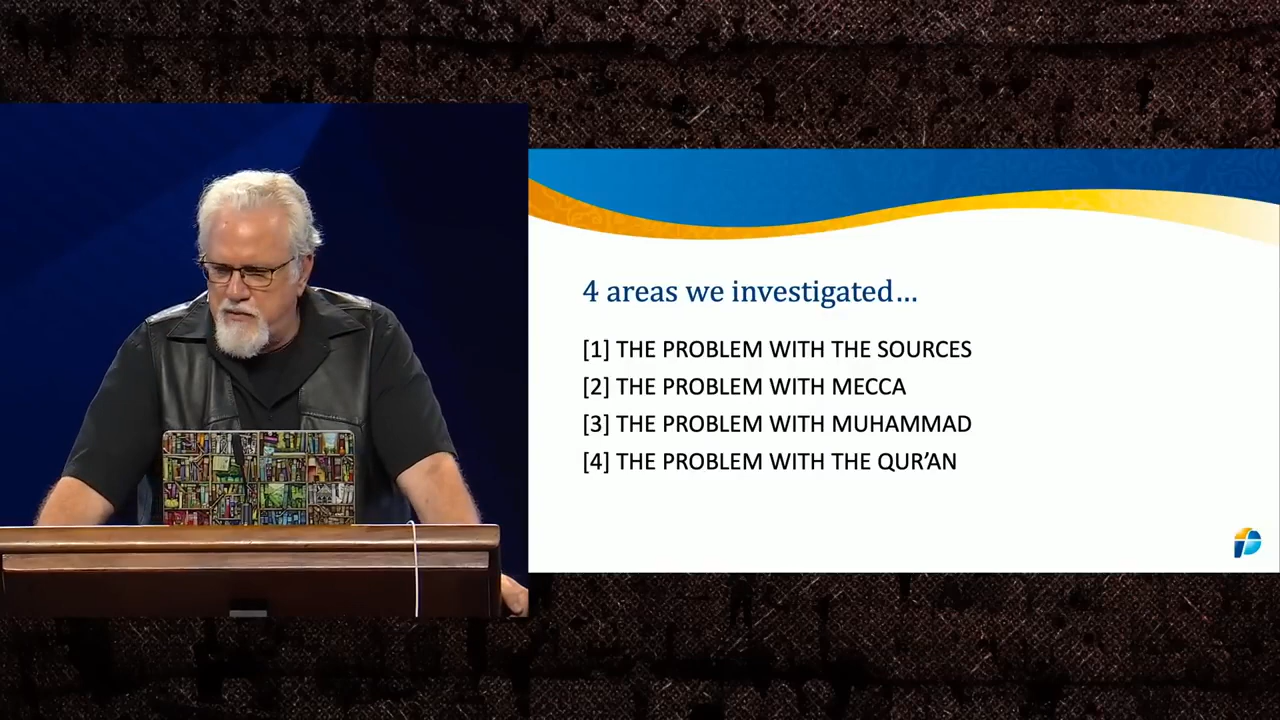 4 areas we investigated…
[1] THE PROBLEM WITH THE SOURCES
[2] THE PROBLEM WITH MECCA
[3] THE PROBLEM WITH MUHAMMAD
[4] THE PROBLEM WITH THE QUR’AN